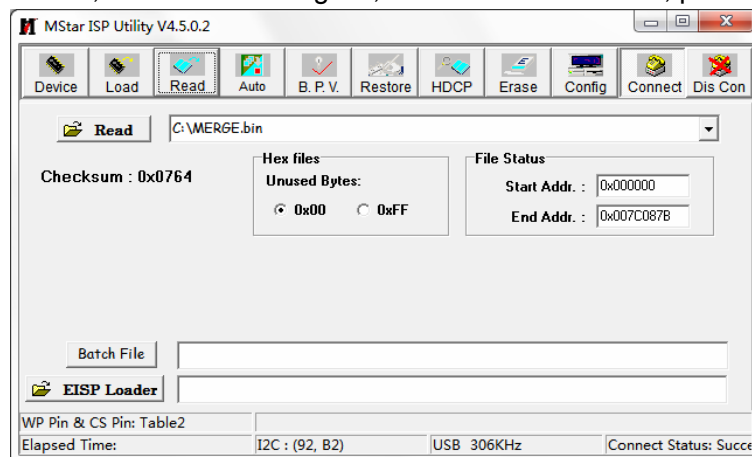 MStar ISP Utility V4.5.0.2
Device Load Read Auto B. P. V. Restore HDCP Erase Config Connect Dis Con
Read C:\MERGE.bin
Checksum : 0x0764
Hex files
Unused Bytes:
0x00 0xFF
File Status
Start Addr. : 0x000000
End Addr. : 0x007C087B
Batch File
EISP Loader
WP Pin & CS Pin: Table2
Elapsed Time: I2C : (92, B2) USB 306KHz Connect Status: Succe